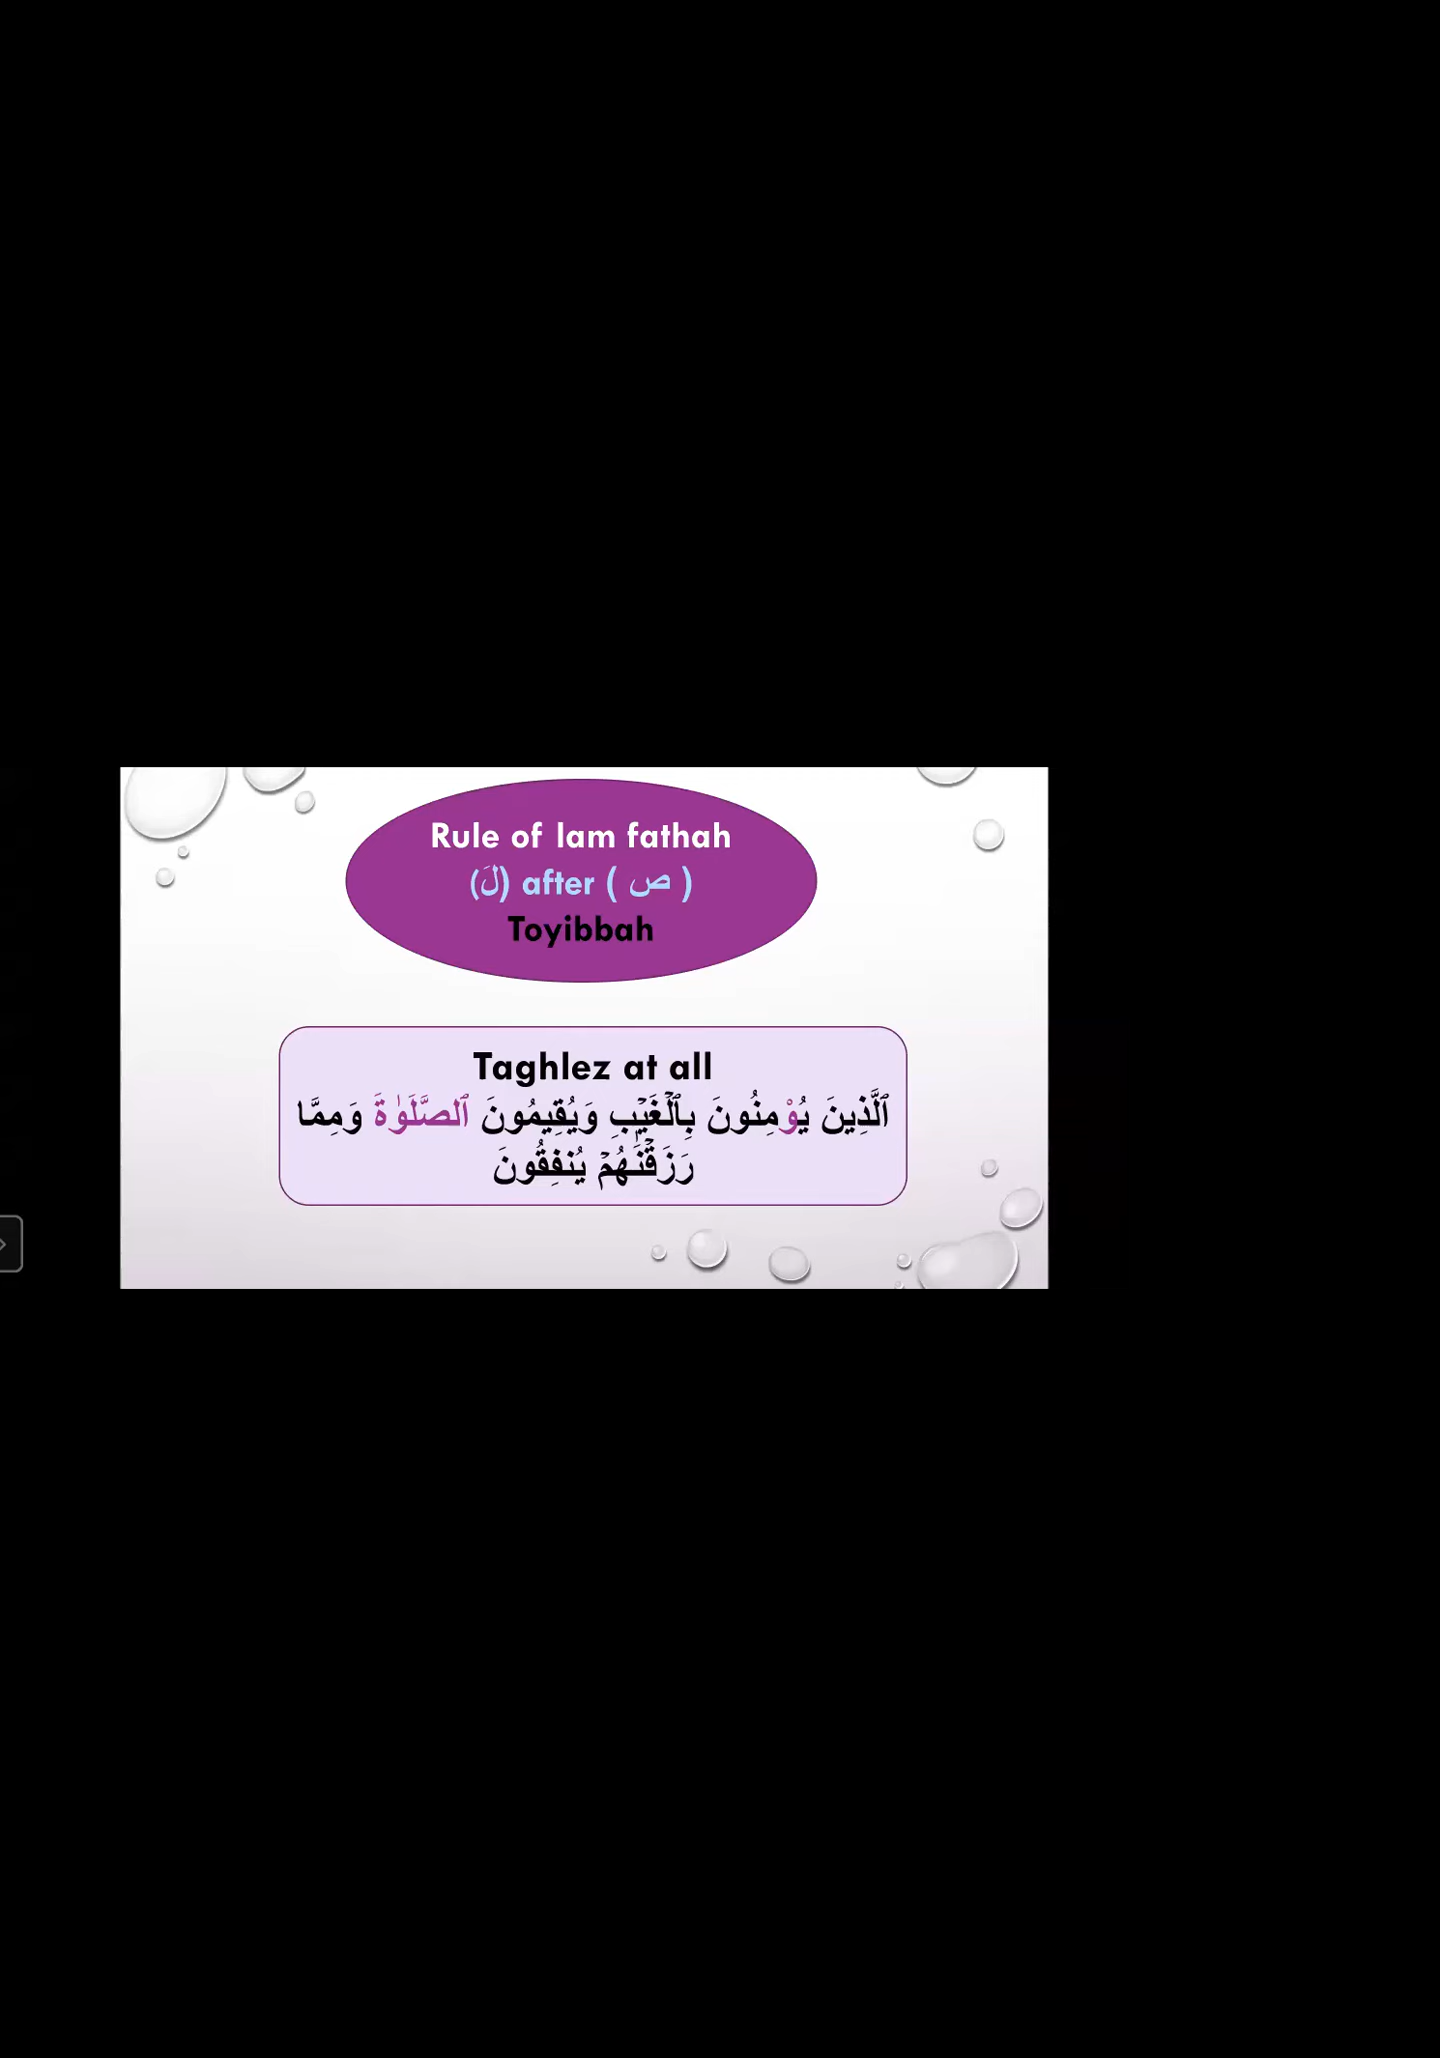 Rule of lam fathah
(لَ) after ( ص )
Toyibbah
Taghlez at all
ٱلَّذِينَ يُوْمِنُونَ بِٱلْغَيْبِ وَيُقِيمُونَ ٱلصَّلَوٰةَ وَمِمَّا
رَزَقْنَٰهُمْ يُنفِقُونَ